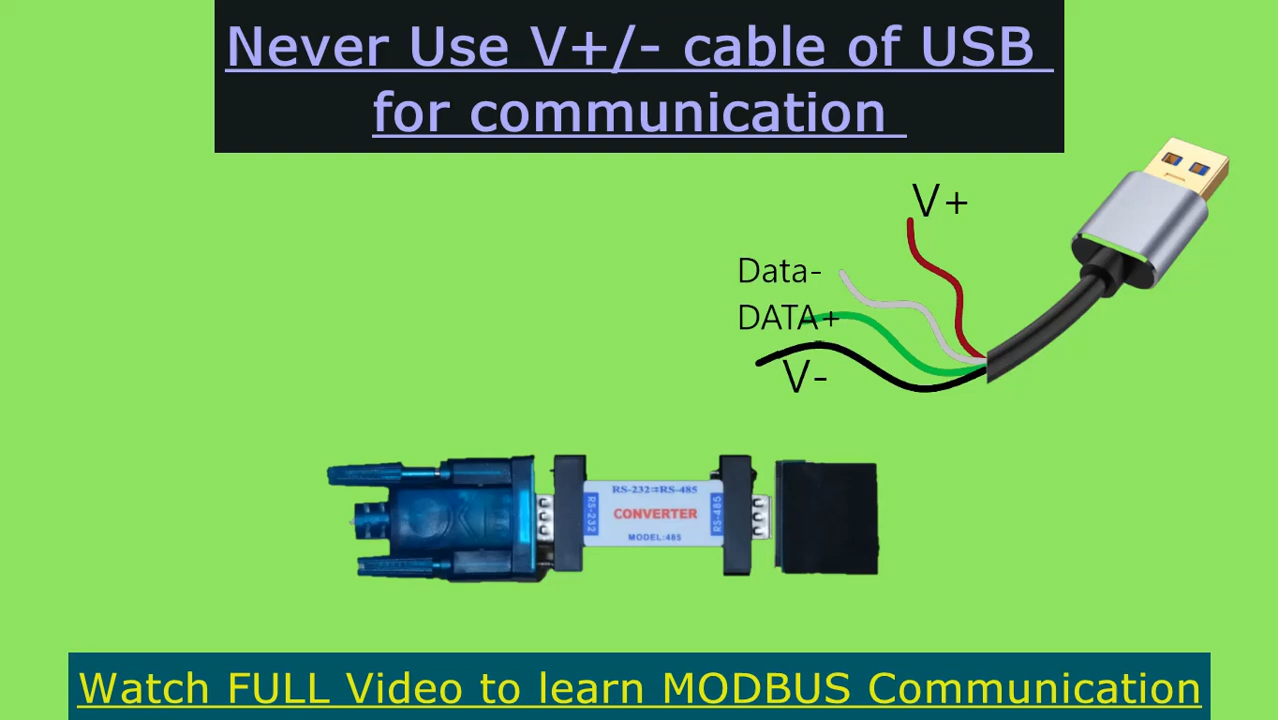 Never Use V+/- cable of USB
for communication
V+
Data-
DATA+
V-
RS-232⇌RS-485
RS-232
CONVERTER
RS-485
MODEL:485
Watch FULL Video to learn MODBUS Communication